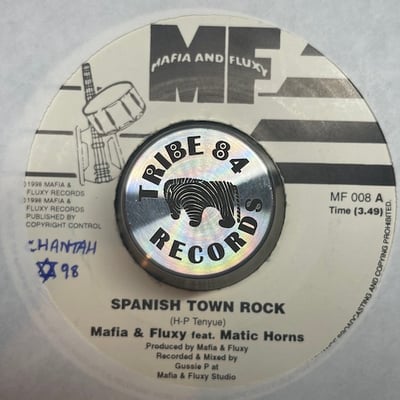 MF
MAFIA AND FLUXY
TRIBE 84
RECORDS
©1998 MAFIA &
FLUXY RECORDS
℗1998 MAFIA &
FLUXY RECORDS
PUBLISHED BY
COPYRIGHT CONTROL
MF 008 A
Time (3.49)
HANTAH
98
SPANISH TOWN ROCK
(H-P Tenyue)
Mafia & Fluxy feat. Matic Horns
Produced by Mafia & Fluxy
Recorded & Mixed by
Gussie P at
Mafia & Fluxy Studio
BROADCASTING AND COPYING PROHIBITED.